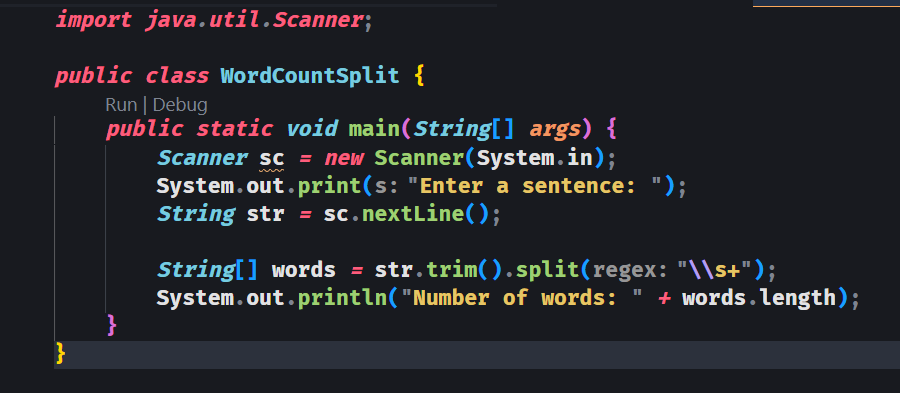 import java.util.Scanner;
public class WordCountSplit {
Run | Debug
public static void main(String[] args) {
Scanner sc = new Scanner(System.in);
System.out.print(s: "Enter a sentence: ");
String str = sc.nextLine();
String[] words = str.trim().split(regex: "\\s+");
System.out.println("Number of words: " + words.length);
}
}